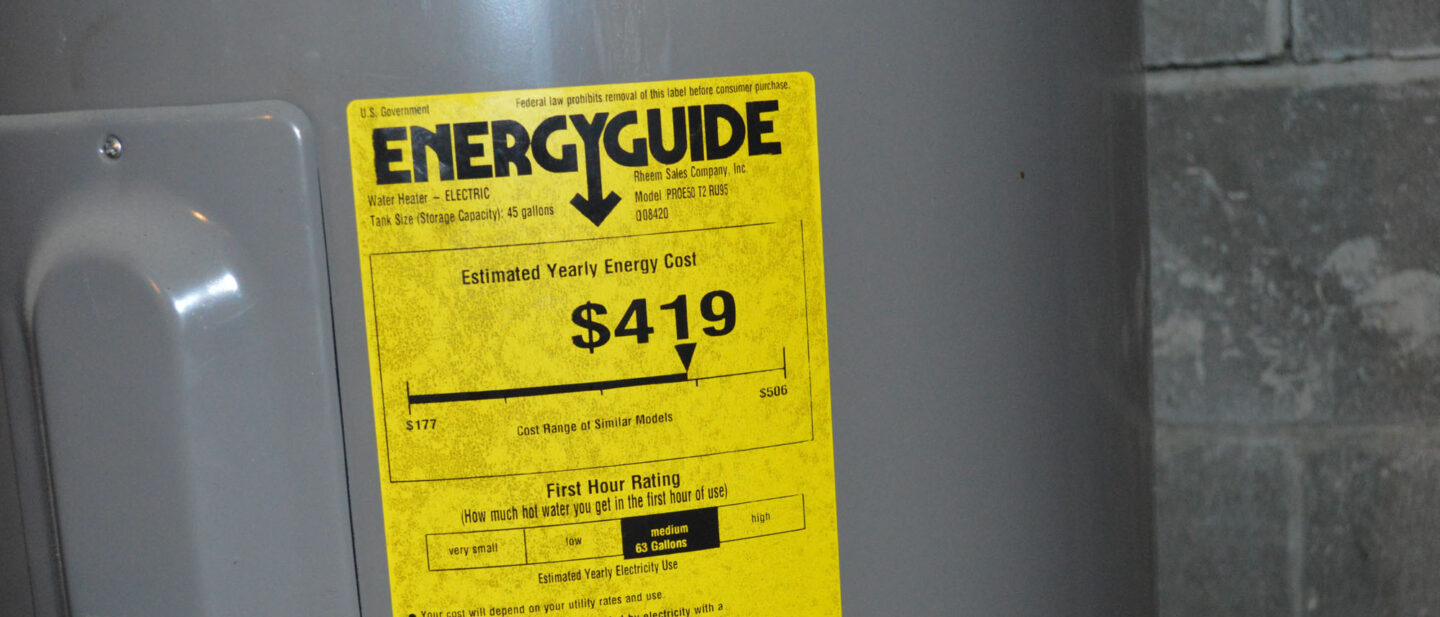 U.S. Government
Federal law prohibits removal of this label before consumer purchase.
ENERGYGUIDE
Water Heater - ELECTRIC
Tank Size (Storage Capacity): 45 gallons
Rheem Sales Company, Inc.
Model PROE50 T2 RU95
008420
Estimated Yearly Energy Cost
$419
$177
$506
Cost Range of Similar Models
First Hour Rating
(How much hot water you get in the first hour of use)
very small
low
medium
63 Gallons
high
Estimated Yearly Electricity Use
● Your cost will depend on your utility rates and use.
by electricity with a